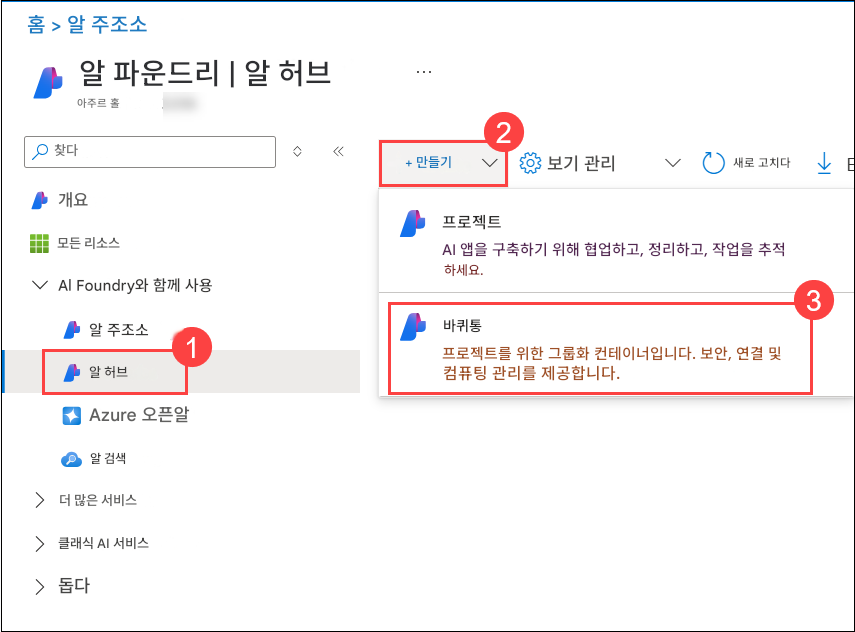 홈 > 알 주조소
알 파운드리 | 알 허브
...
아주르 홀
찾다
개요
모든 리소스
AI Foundry와 함께 사용
알 주조소
1
알 허브
Azure 오픈알
알 검색
더 많은 서비스
클래식 AI 서비스
돕다
2
+ 만들기
보기 관리
새로 고치다
프로젝트
AI 앱을 구축하기 위해 협업하고, 정리하고, 작업을 추적
하세요.
3
바퀴통
프로젝트를 위한 그룹화 컨테이너입니다. 보안, 연결 및
컴퓨팅 관리를 제공합니다.